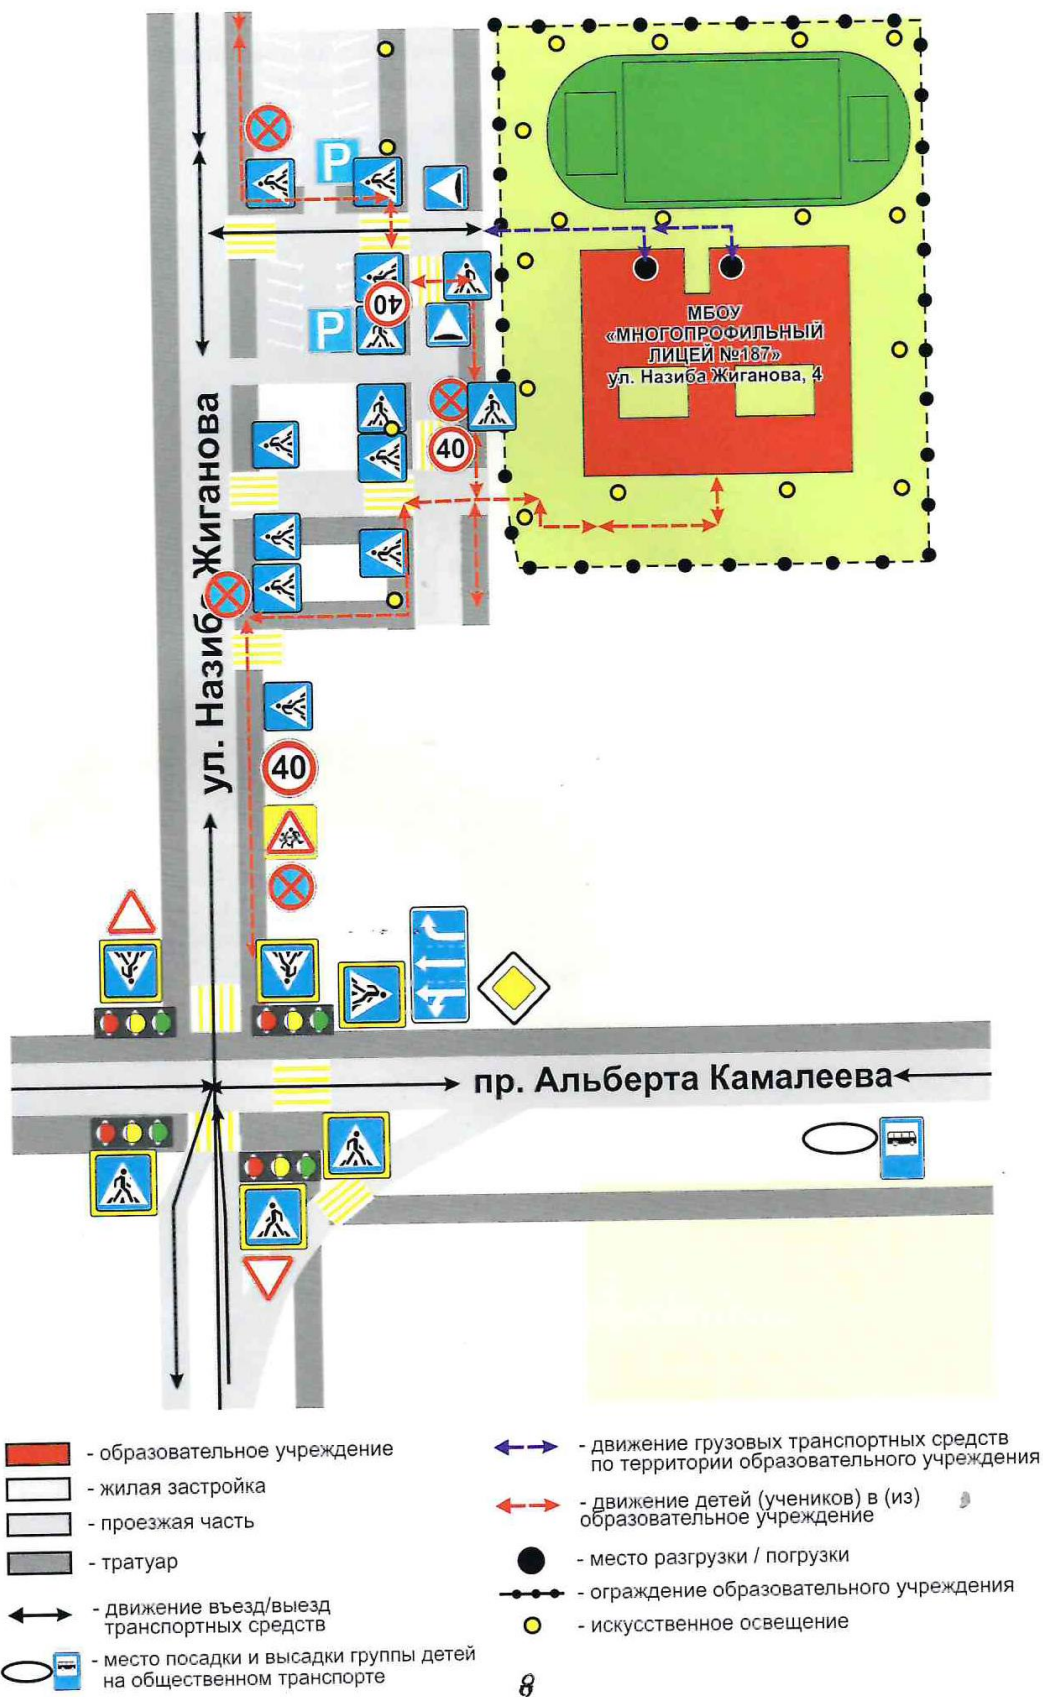 P
40
P
МБОУ
«МНОГОПРОФИЛЬНЫЙ
ЛИЦЕЙ №187»
ул. Назиба Жиганова, 4
40
ул. Назиба Жиганова
40
пр. Альберта Камалеева
- образовательное учреждение
- жилая застройка
- проезжая часть
- тратуар
- движение въезд/выезд
транспортных средств
- место посадки и высадки группы детей
на общественном транспорте
- движение грузовых транспортных средств
по территории образовательного учреждения
- движение детей (учеников) в (из)
образовательное учреждение
- место разгрузки / погрузки
- ограждение образовательного учреждения
- искусственное освещение
8